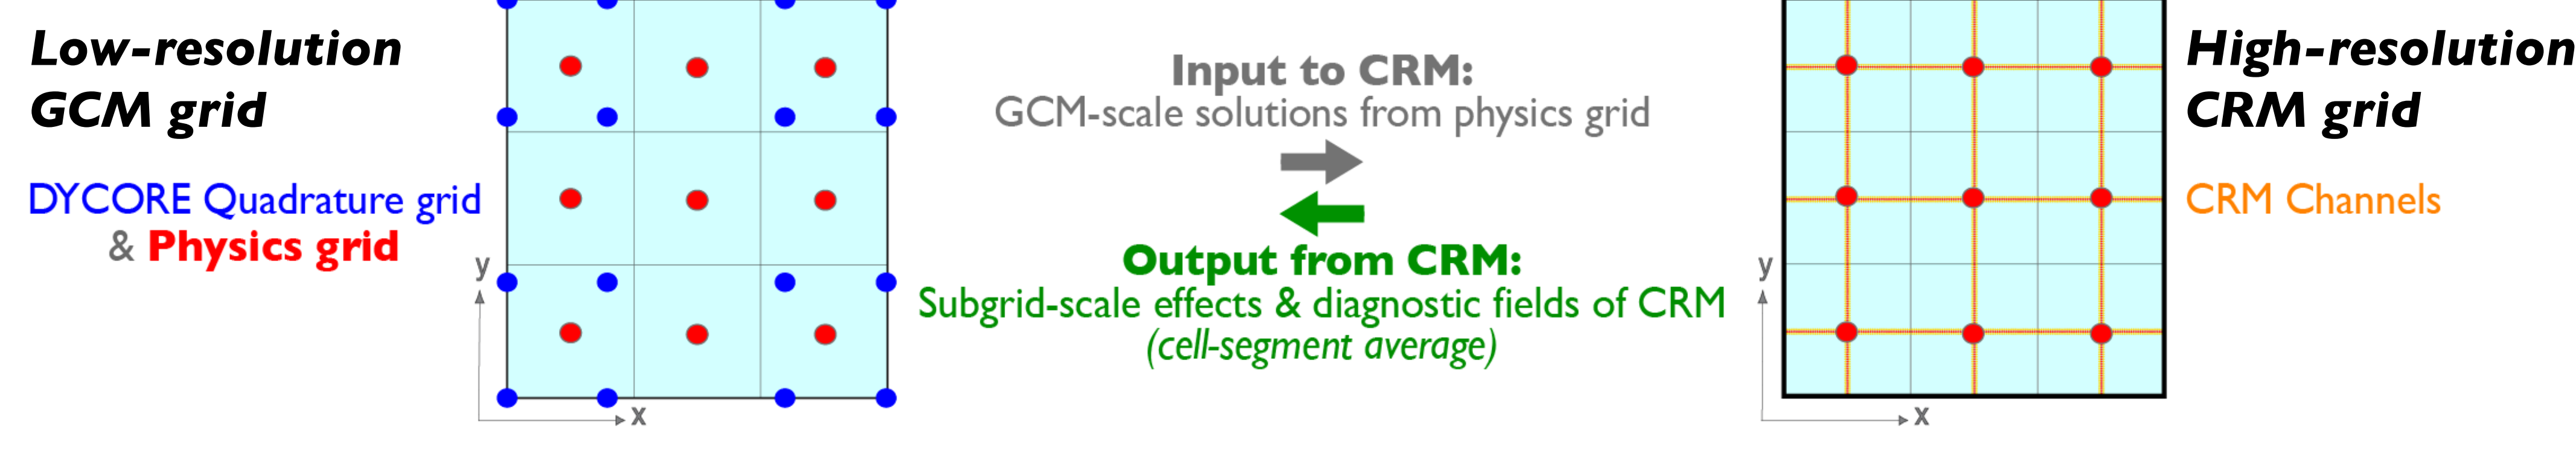 Low-resolution
GCM grid
DYCORE Quadrature grid
& Physics grid
y
x
Input to CRM:
GCM-scale solutions from physics grid
Output from CRM:
Subgrid-scale effects & diagnostic fields of CRM
(cell-segment average)
y
x
High-resolution
CRM grid
CRM Channels